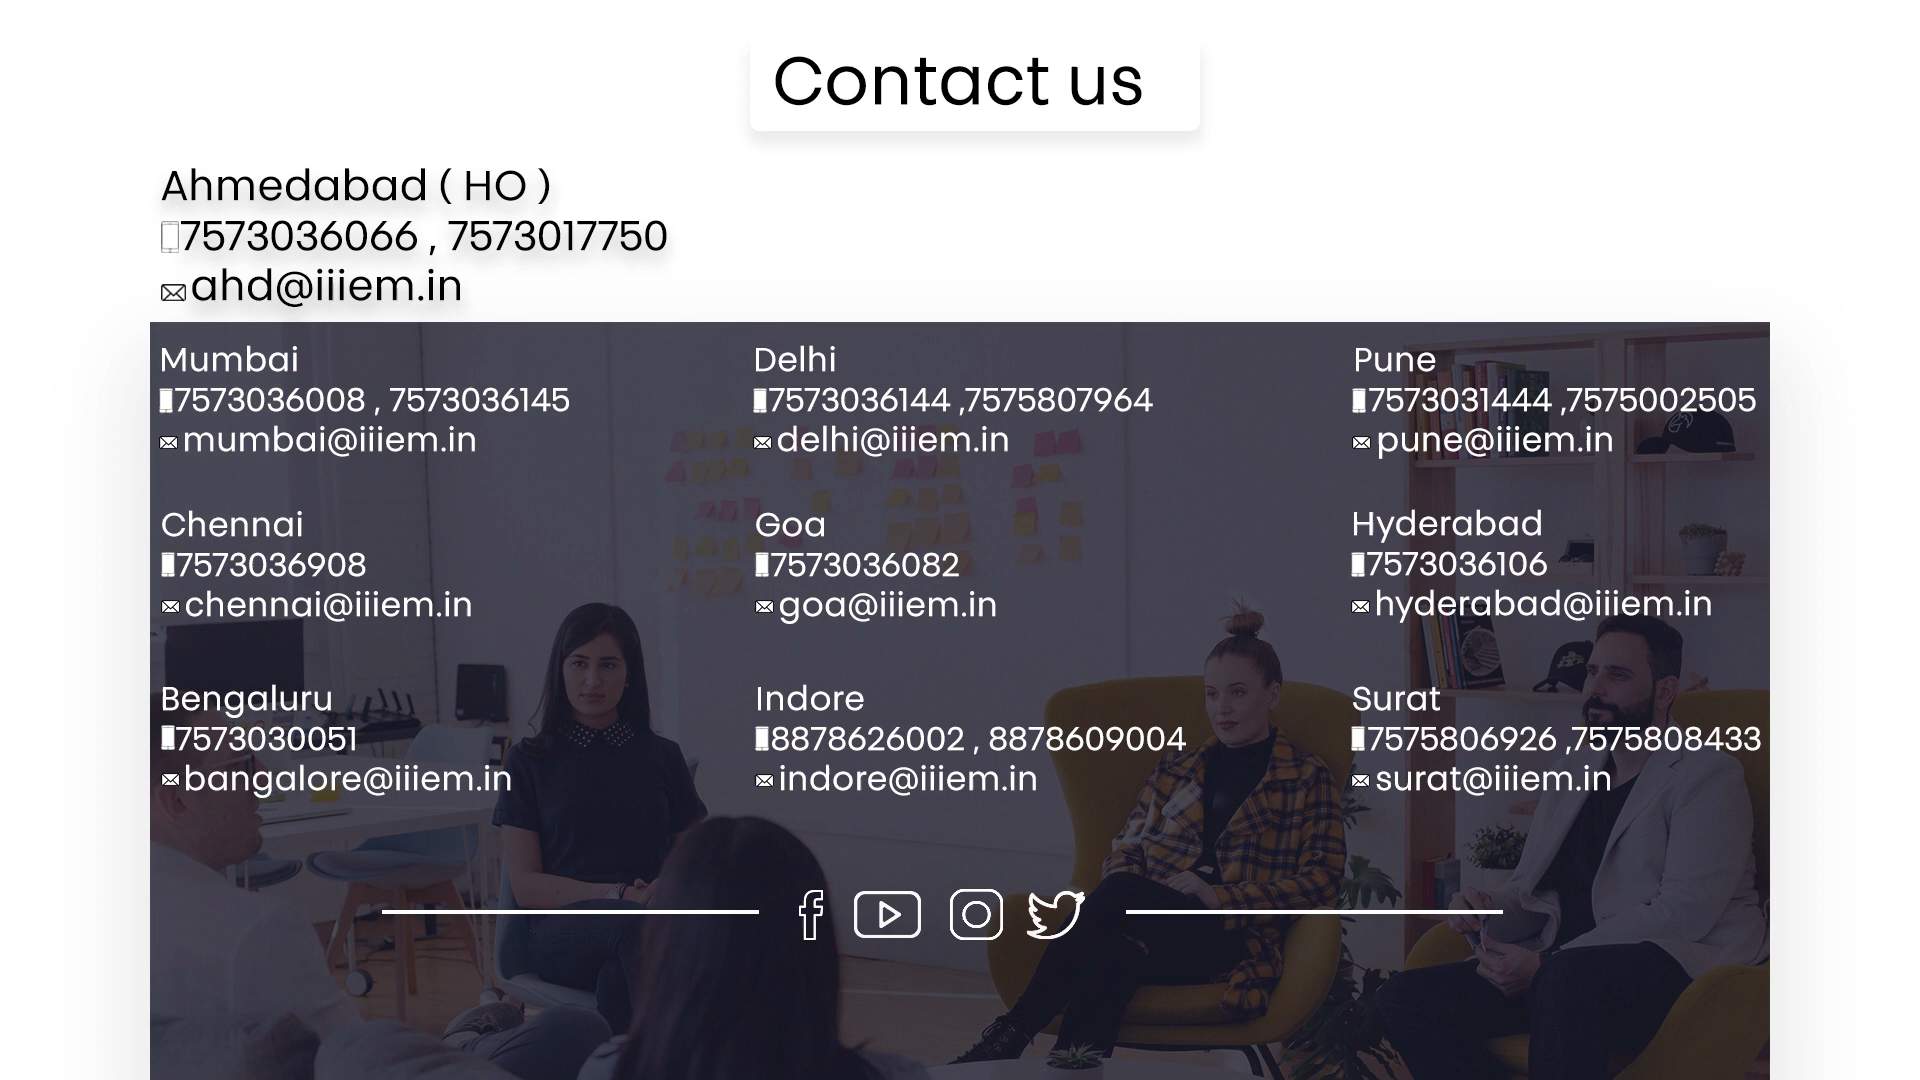 Contact us
Ahmedabad ( HO )
7573036066 , 7573017750
ahd@iiiem.in
Mumbai
7573036008 , 7573036145
mumbai@iiiem.in
Delhi
7573036144 ,7575807964
delhi@iiiem.in
Pune
7573031444 ,7575002505
pune@iiiem.in
Chennai
7573036908
chennai@iiiem.in
Goa
7573036082
goa@iiiem.in
Hyderabad
7573036106
hyderabad@iiiem.in
Bengaluru
7573030051
bangalore@iiiem.in
Indore
8878626002 , 8878609004
indore@iiiem.in
Surat
7575806926 ,7575808433
surat@iiiem.in